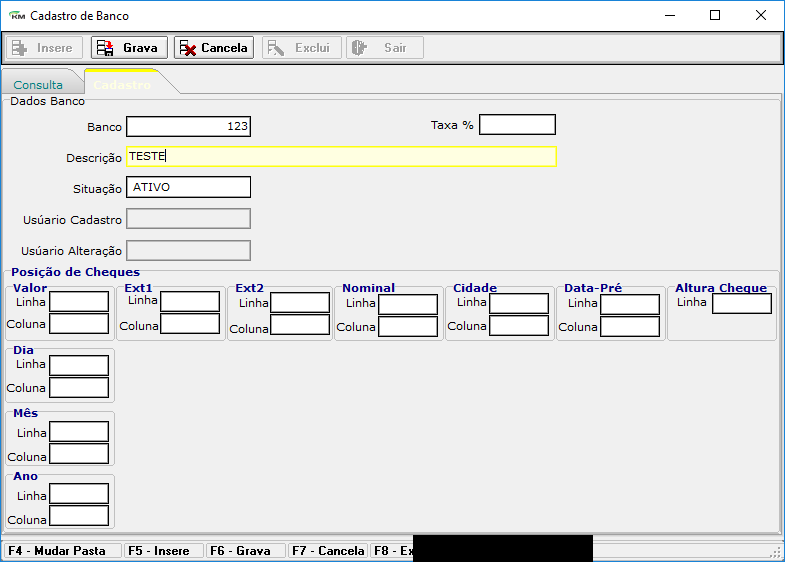 KM Cadastro de Banco
Insere Grava Cancela Exclui Sair
Consulta Cadastro
Dados Banco
Banco 123 Taxa %
Descrição TESTE
Situação ATIVO
Usúario Cadastro
Usúario Alteração
Posição de Cheques
Valor Ext1 Ext2 Nominal Cidade Data-Pré Altura Cheque
Linha Linha Linha Linha Linha Linha Linha
Coluna Coluna Coluna Coluna Coluna Coluna
Dia
Linha
Coluna
Mês
Linha
Coluna
Ano
Linha
Coluna
F4 - Mudar Pasta F5 - Insere F6 - Grava F7 - Cancela F8 - Ex